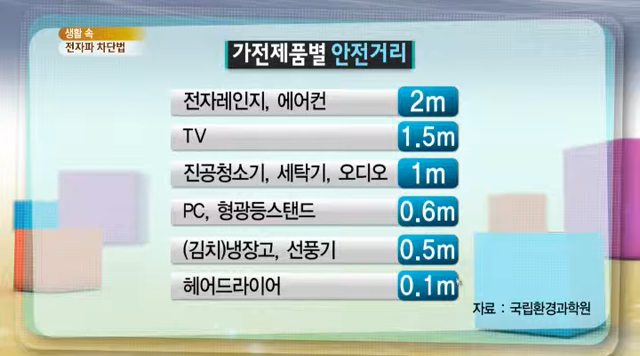 생활 속
전자파 차단법
가전제품별 안전거리
전자레인지, 에어컨 2m
TV 1.5m
진공청소기, 세탁기, 오디오 1m
PC, 형광등스탠드 0.6m
(김치)냉장고, 선풍기 0.5m
헤어드라이어 0.1m
자료 : 국립환경과학원